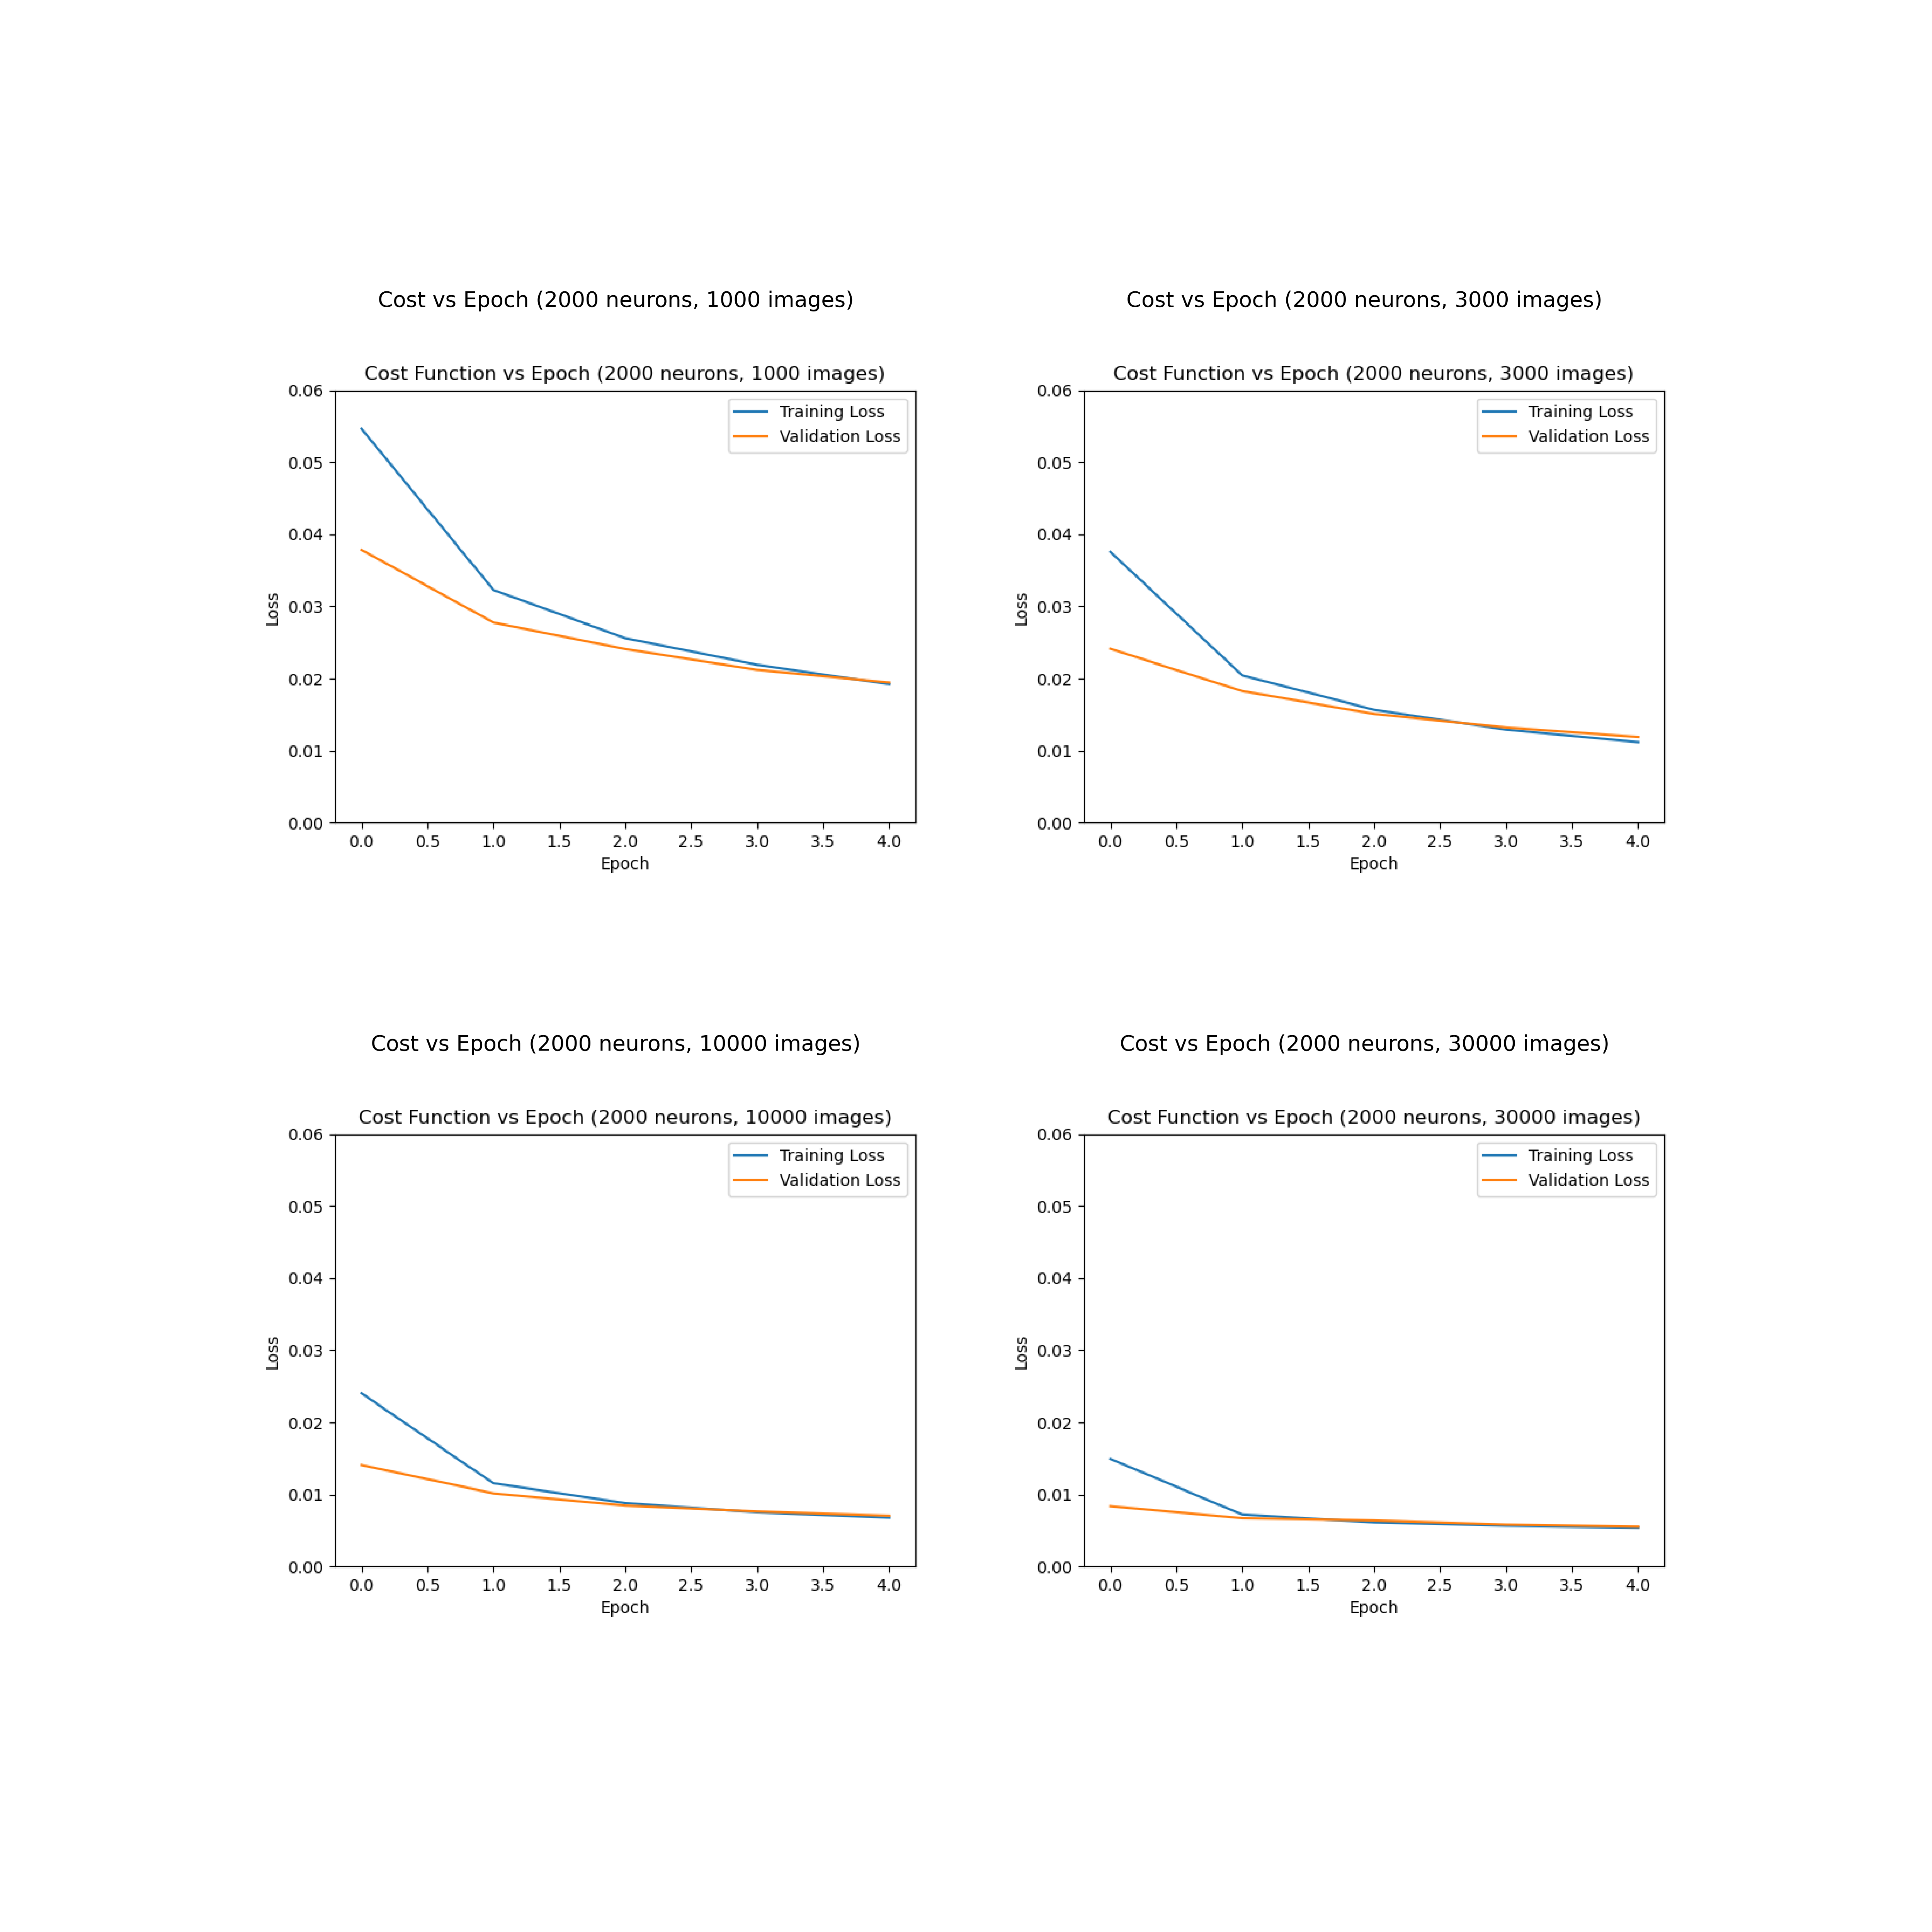 Cost vs Epoch (2000 neurons, 1000 images)
Cost Function vs Epoch (2000 neurons, 1000 images)
0.06
0.05
0.04
0.03
0.02
0.01
0.00
Loss
Training Loss
Validation Loss
0.0 0.5 1.0 1.5 2.0 2.5 3.0 3.5 4.0
Epoch
Cost vs Epoch (2000 neurons, 3000 images)
Cost Function vs Epoch (2000 neurons, 3000 images)
0.06
0.05
0.04
0.03
0.02
0.01
0.00
Loss
Training Loss
Validation Loss
0.0 0.5 1.0 1.5 2.0 2.5 3.0 3.5 4.0
Epoch
Cost vs Epoch (2000 neurons, 10000 images)
Cost Function vs Epoch (2000 neurons, 10000 images)
0.06
0.05
0.04
0.03
0.02
0.01
0.00
Loss
Training Loss
Validation Loss
0.0 0.5 1.0 1.5 2.0 2.5 3.0 3.5 4.0
Epoch
Cost vs Epoch (2000 neurons, 30000 images)
Cost Function vs Epoch (2000 neurons, 30000 images)
0.06
0.05
0.04
0.03
0.02
0.01
0.00
Loss
Training Loss
Validation Loss
0.0 0.5 1.0 1.5 2.0 2.5 3.0 3.5 4.0
Epoch